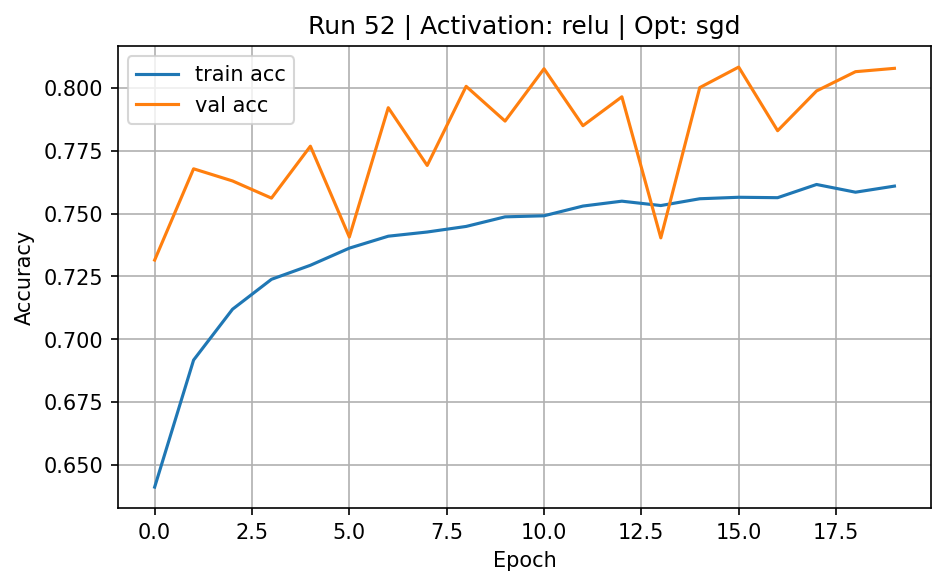 Run 52 | Activation: relu | Opt: sgd
train acc
val acc
0.800
0.775
0.750
0.725
0.700
0.675
0.650
Accuracy
0.0 2.5 5.0 7.5 10.0 12.5 15.0 17.5
Epoch